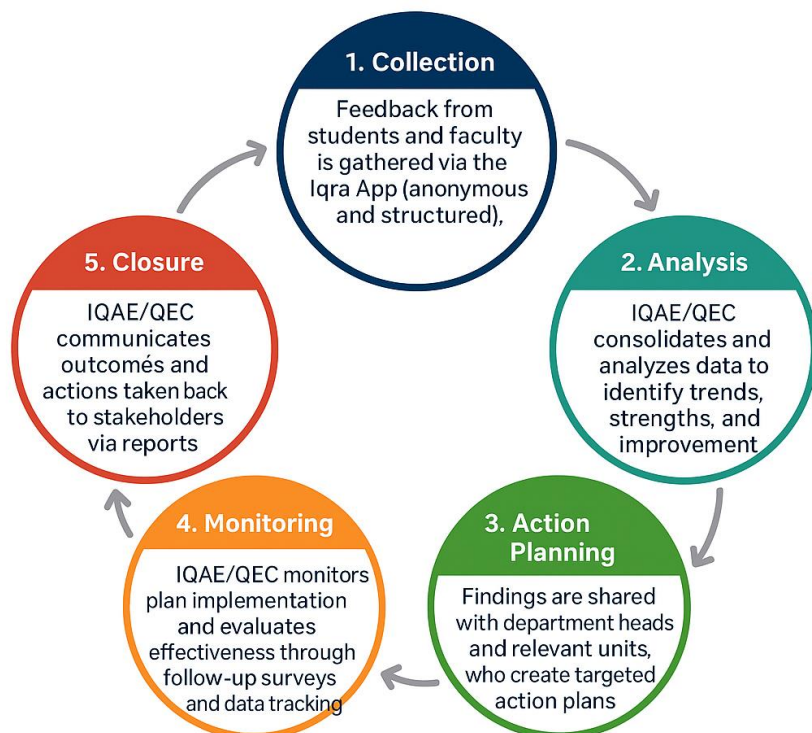 1. Collection
Feedback from
students and faculty
is gathered via the
Iqra App (anonymous
and structured),
2. Analysis
IQAE/QEC
consolidates and
analyzes data to
identify trends,
strengths, and
improvement
3. Action
Planning
Findings are shared
with department heads
and relevant units,
who create targeted
action plans
4. Monitoring
IQAE/QEC monitors
plan implementation
and evaluates
effectiveness through
follow-up surveys
and data tracking
5. Closure
IQAE/QEC
communicates
outcomés and
actions taken back
to stakeholders
via reports